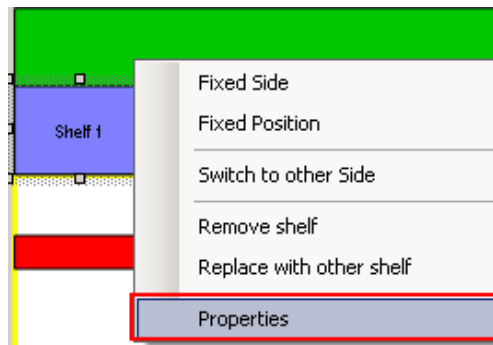 Fixed Side
Fixed Position
Shelf 1
Switch to other Side
Remove shelf
Replace with other shelf
Properties